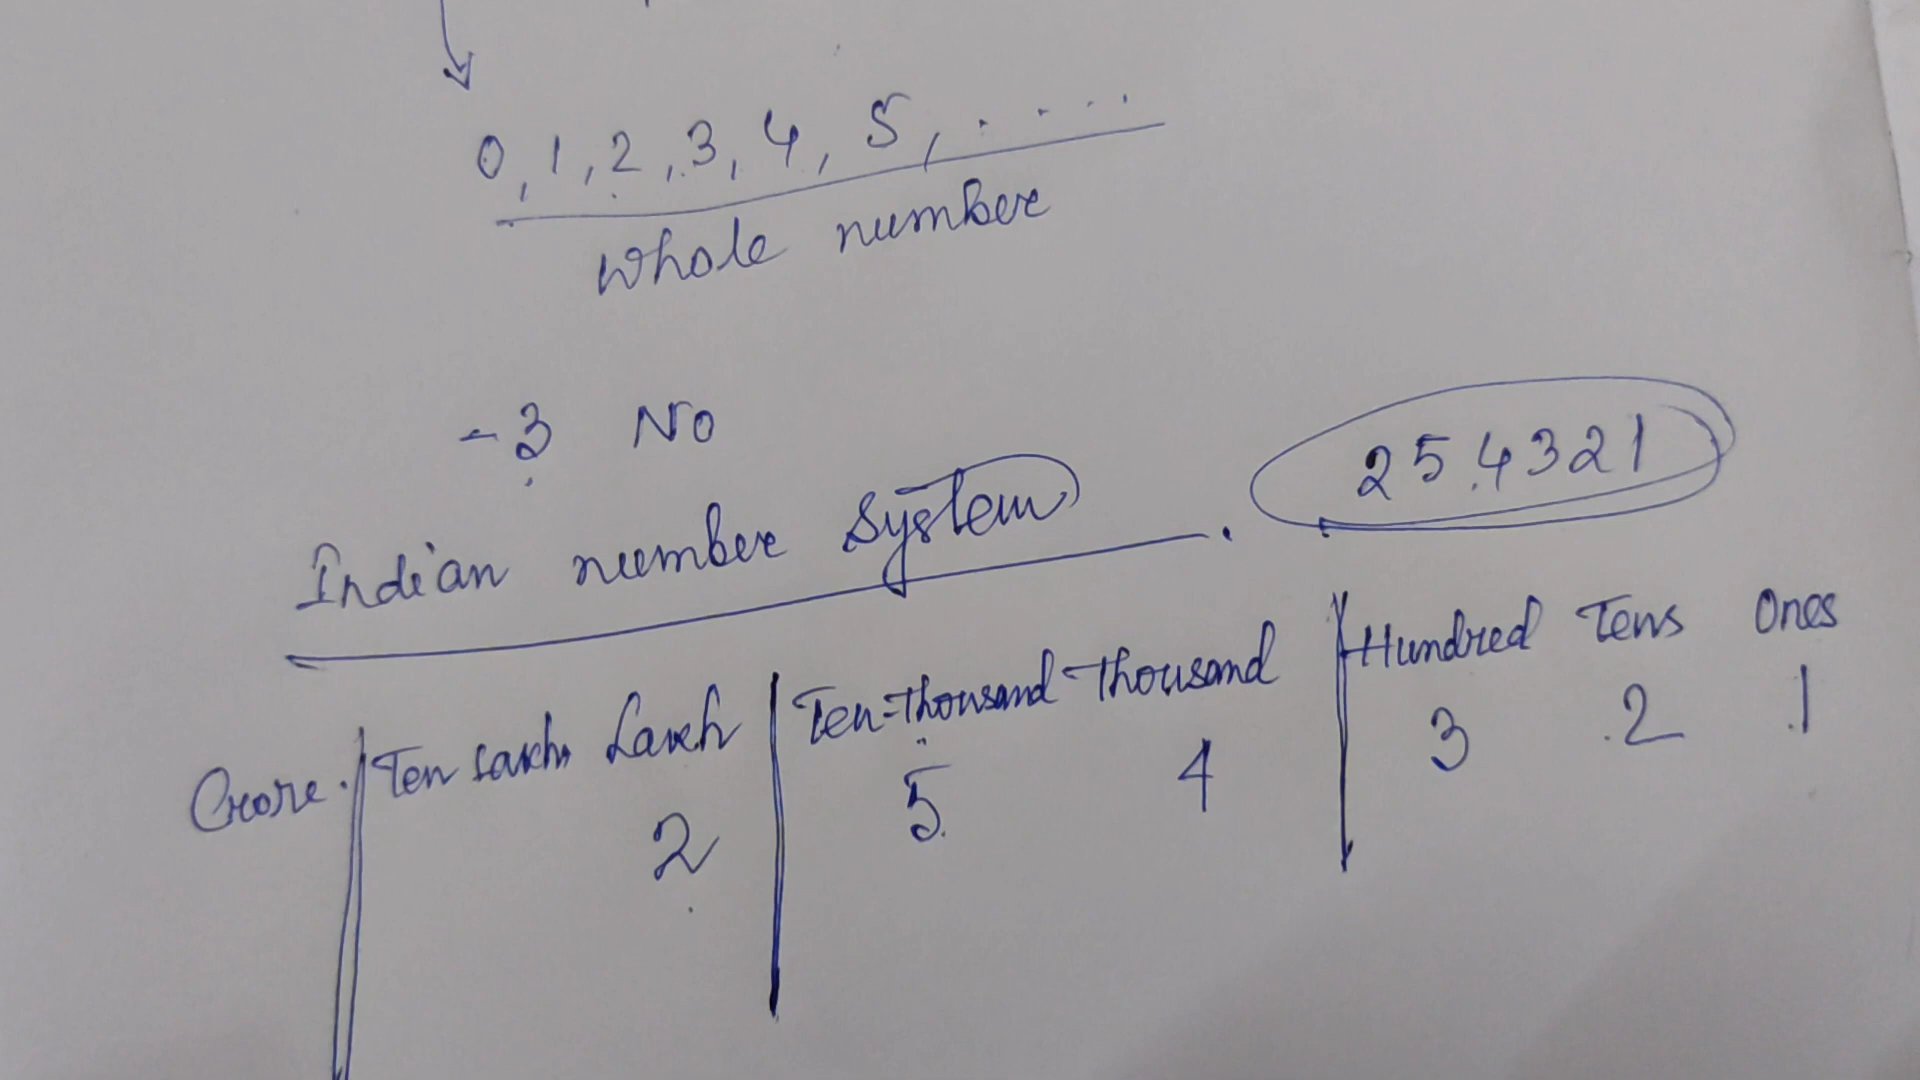 0, 1, 2, 3, 4, 5, .....
Whole number
-3 No
Indian number System. 254321
Crore. Ten Lakh Lakh Ten-Thousand Thousand Hundred Tens Ones
2 5 4 3 2 1